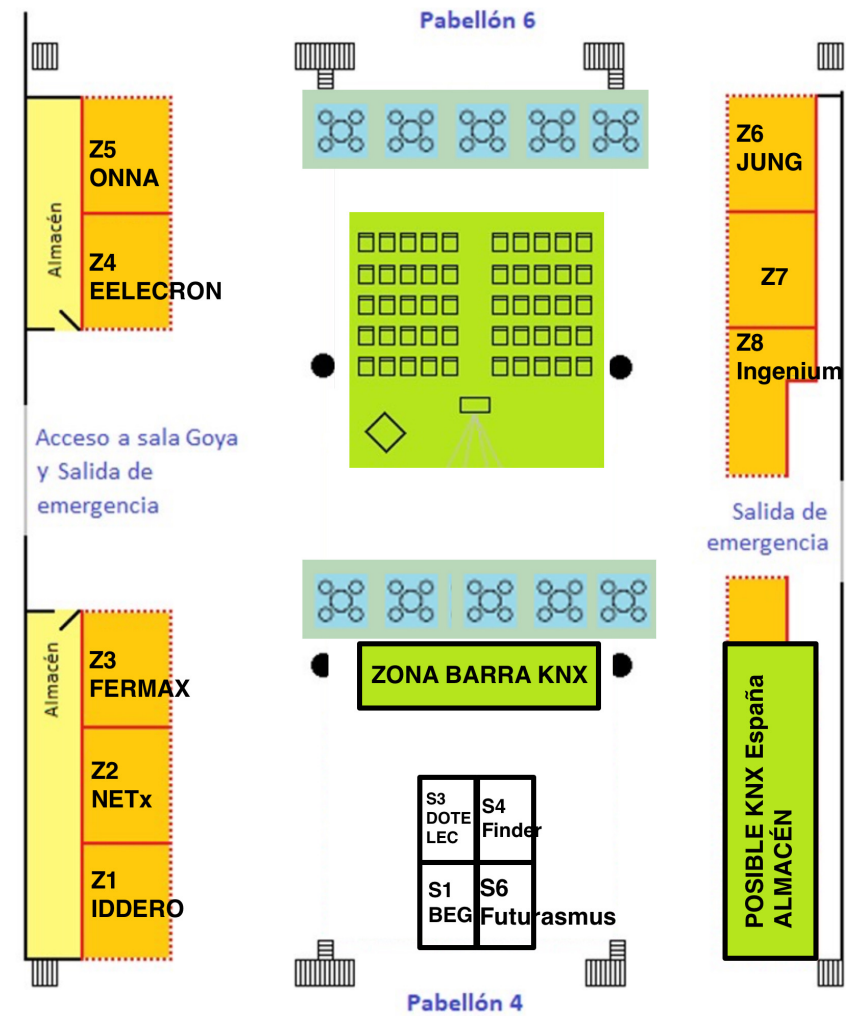 Pabellón 6
Z5
ONNA
Almacén
Z4
EELECRON
Z6
JUNG
Z7
Z8
Ingenium
Acceso a sala Goya
y Salida de
emergencia
Salida de
emergencia
Almacén
Z3
FERMAX
Z2
NETx
Z1
IDDERO
ZONA BARRA KNX
S3
DOTE
LEC
S4
Finder
S1
BEG
S6
Futurasmus
POSIBLE KNX España
ALMACÉN
Pabellón 4